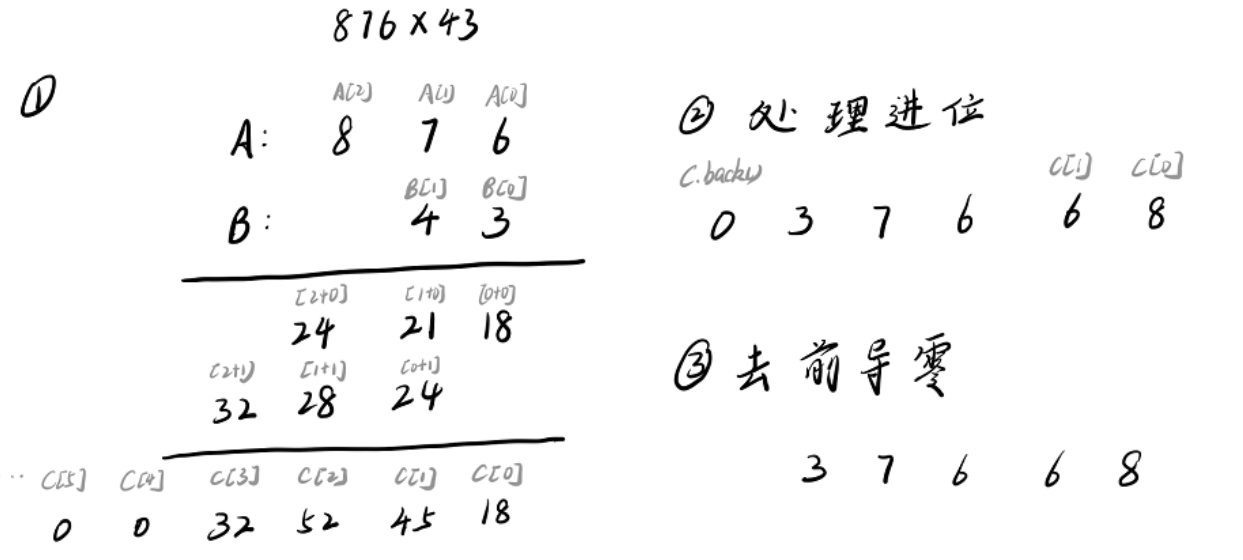 876×43
①
A[2] A[1] A[0]
A: 8 7 6
B[1] B[0]
B: 4 3
[2+0] [1+0] [0+0]
24 21 18
[2+1] [1+1] [0+1]
32 28 24
·· C[5] C[4] C[3] C[2] C[1] C[0]
0 0 32 52 45 18
② 处理进位
C.back() C[1] C[0]
0 3 7 6 6 8
③ 去前导零
3 7 6 6 8